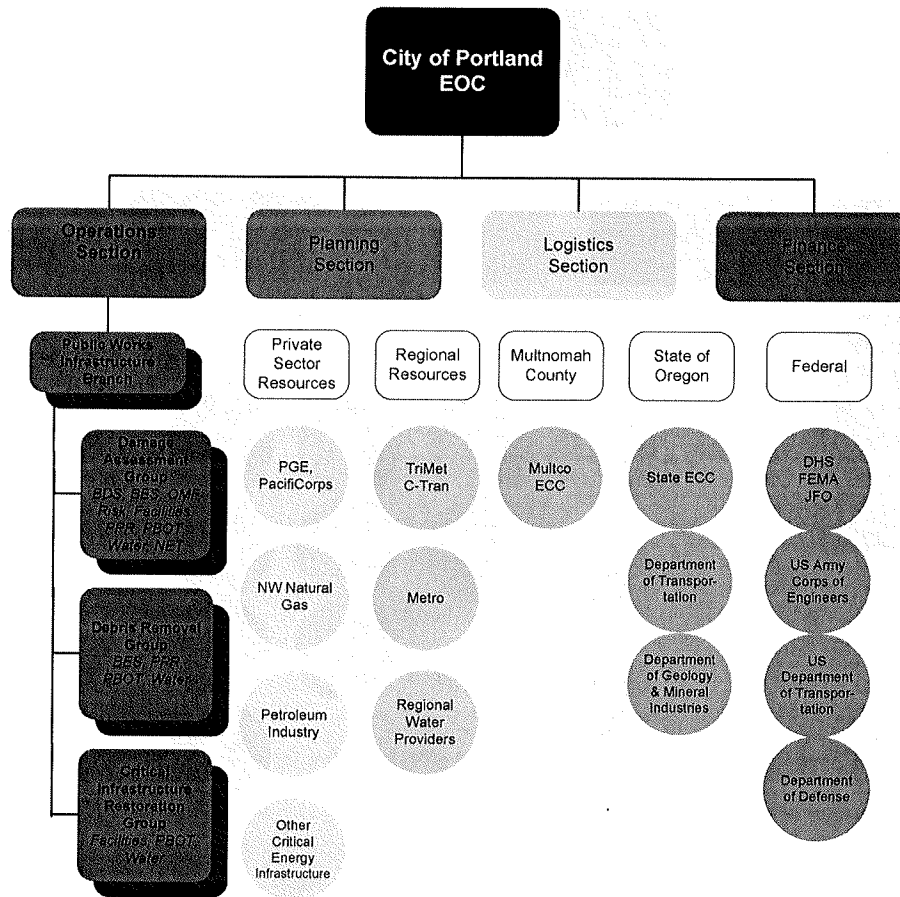 City of Portland
EOC
Operations
Section
Planning
Section
Logistics
Section
Finance
Section
Public Works
Infrastructure
Branch
Private
Sector
Resources
Regional
Resources
Multnomah
County
State of
Oregon
Federal
Damage
Assessment
Group
BDS, BES, OMF
Risk, Facilities,
PPR, PBOT,
Water, NET
PGE,
PacifiCorps
TriMet
C-Tran
Multco
ECC
State ECC
DHS
FEMA
JFO
NW Natural
Gas
Metro
Department
of Transpor-
tation
US Army
Corps of
Engineers
Debris Removal
Group
BES, PPR,
PBOT, Water
Petroleum
Industry
Regional
Water
Providers
Department
of Geology
& Mineral
Industries
US
Department
of Transpor-
tation
Critical
Infrastructure
Restoration
Group
Facilities, PBOT,
Water
Other
Critical
Energy
Infrastructure
Department
of Defense